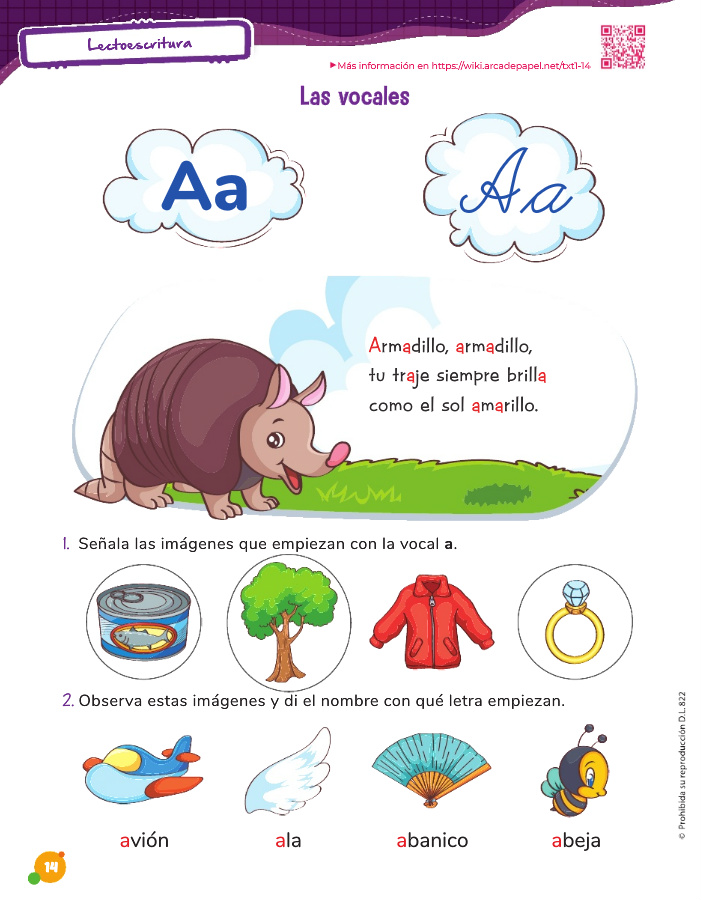 Lectoescritura
▶Más información en https://wiki.arcadepapel.net/txt1-14
Las vocales
Aa
Aa
Armadillo, armadillo,
tu traje siempre brilla
como el sol amarillo.
1. Señala las imágenes que empiezan con la vocal a.
2. Observa estas imágenes y di el nombre con qué letra empiezan.
avión
ala
abanico
abeja
© Prohibida su reproducción D.L.822
14